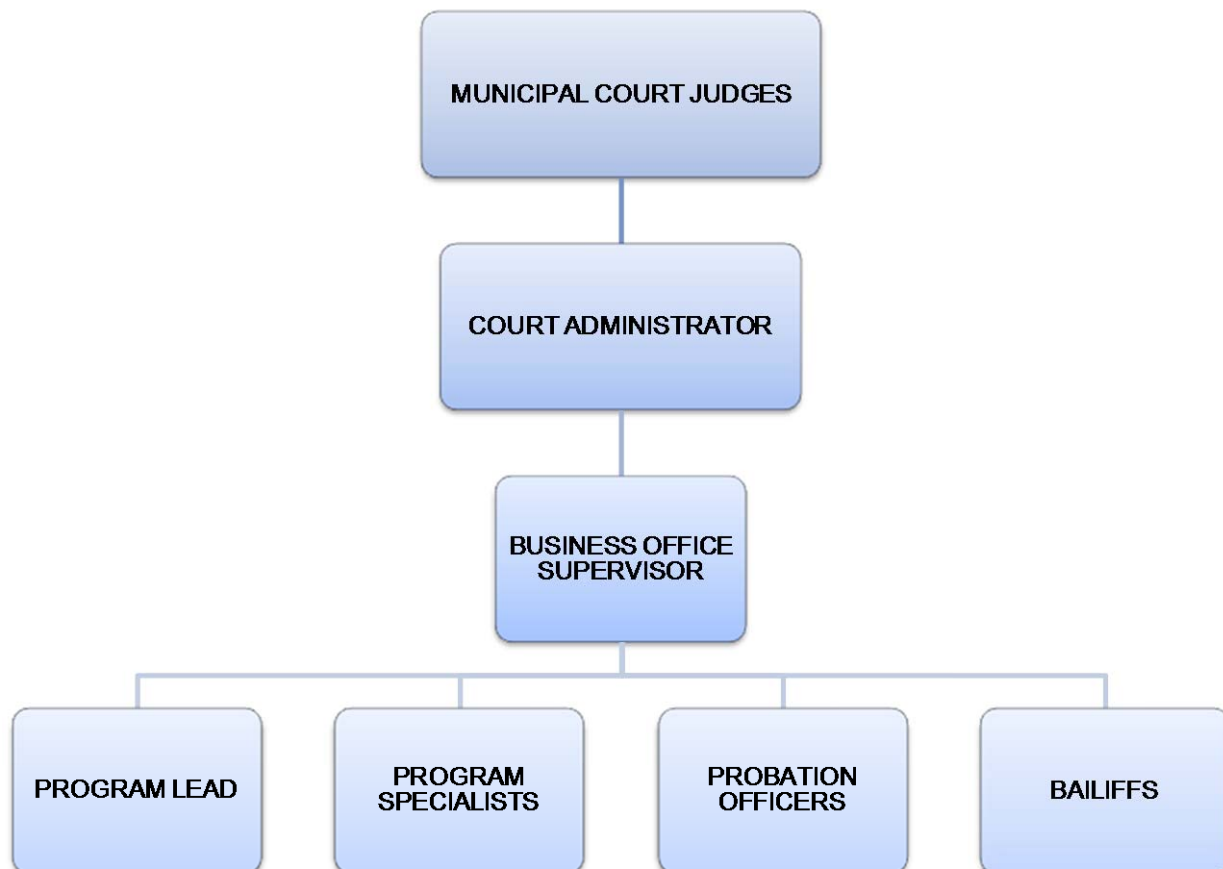 MUNICIPAL COURT JUDGES
COURT ADMINISTRATOR
BUSINESS OFFICE
SUPERVISOR
PROGRAM LEAD
PROGRAM
SPECIALISTS
PROBATION
OFFICERS
BAILIFFS